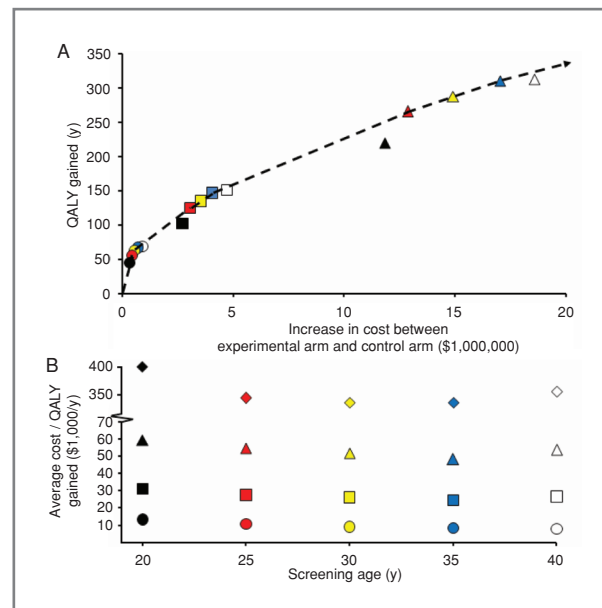 A
350
300
250
200
150
100
50
0
QALY gained (y)
0 5 10 15 20
Increase in cost between
experimental arm and control arm ($1,000,000)
B
400
350
70
60
50
40
30
20
10
Average cost / QALY
gained ($1,000/y)
20 25 30 35 40
Screening age (y)